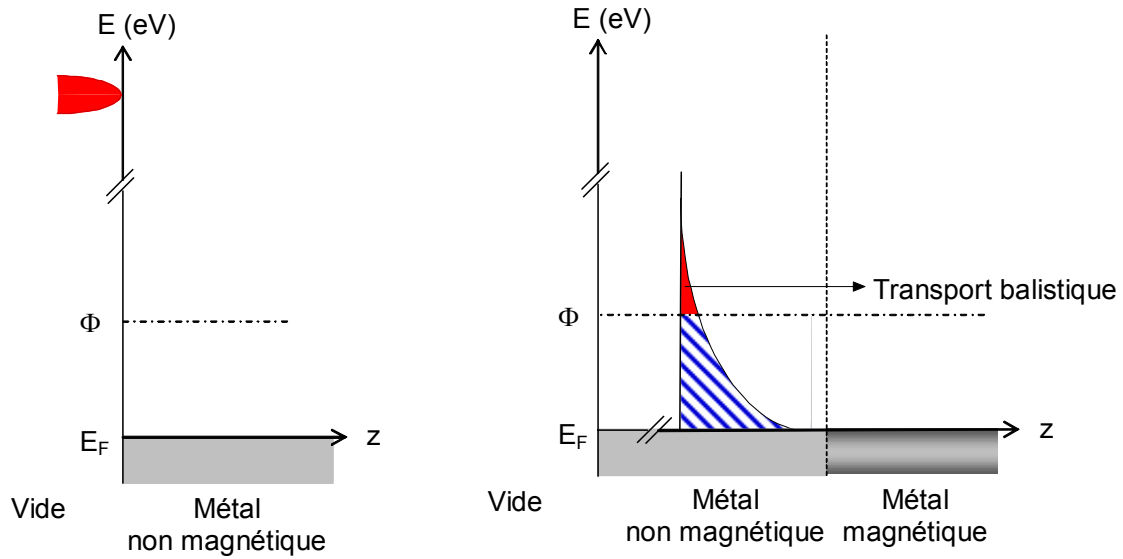 E (eV)
Φ
E_F
z
Vide
Métal
non magnétique
E (eV)
Transport balistique
Φ
E_F
z
Vide
Métal
non magnétique
Métal
magnétique